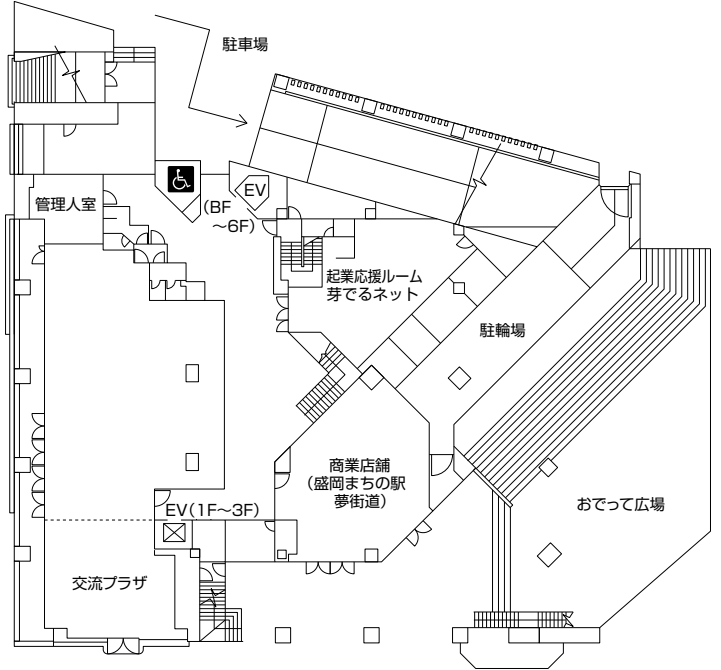 駐車場
EV
(BF
～6F)
管理人室
起業応援ルーム
芽でるネット
駐輪場
商業店舗
(盛岡まちの駅
夢街道)
おでって広場
EV(1F～3F)
交流プラザ